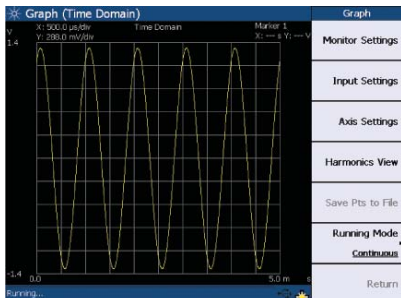 Graph (Time Domain)
Graph
V
X: 500.0 µs/div
Time Domain
Marker 1
Y: 288.0 mV/div
X: --- s Y: --- V
1.4
Monitor Settings
Input Settings
Axis Settings
Harmonics View
Save Pts to File
Running Mode
Continuous
-1.4
0.0
5.0 m
s
Return
Running...